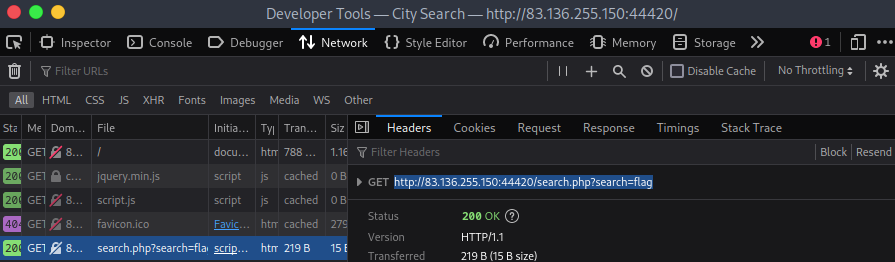 Developer Tools — City Search — http://83.136.255.150:44420/
Inspector Console Debugger Network Style Editor Performance Memory Storage 1
Filter URLs Disable Cache No Throttling
All HTML CSS JS XHR Fonts Images Media WS Other
Sta Me Dom… File Initia… Ty Tran… Siz Headers Cookies Request Response Timings Stack Trace
200 GET 8… / docu… htm 788 … 1.16 Filter Headers Block Resend
200 GET c… jquery.min.js script js cached 0 B GET http://83.136.255.150:44420/search.php?search=flag
200 GET 8… script.js script js cached 0 B
404 GET 8… favicon.ico Favic… htm cached 279 Status 200 OK ?
200 GET 8… search.php?search=flag scrip… htm 219 B 15 B Version HTTP/1.1
Transferred 219 B (15 B size)